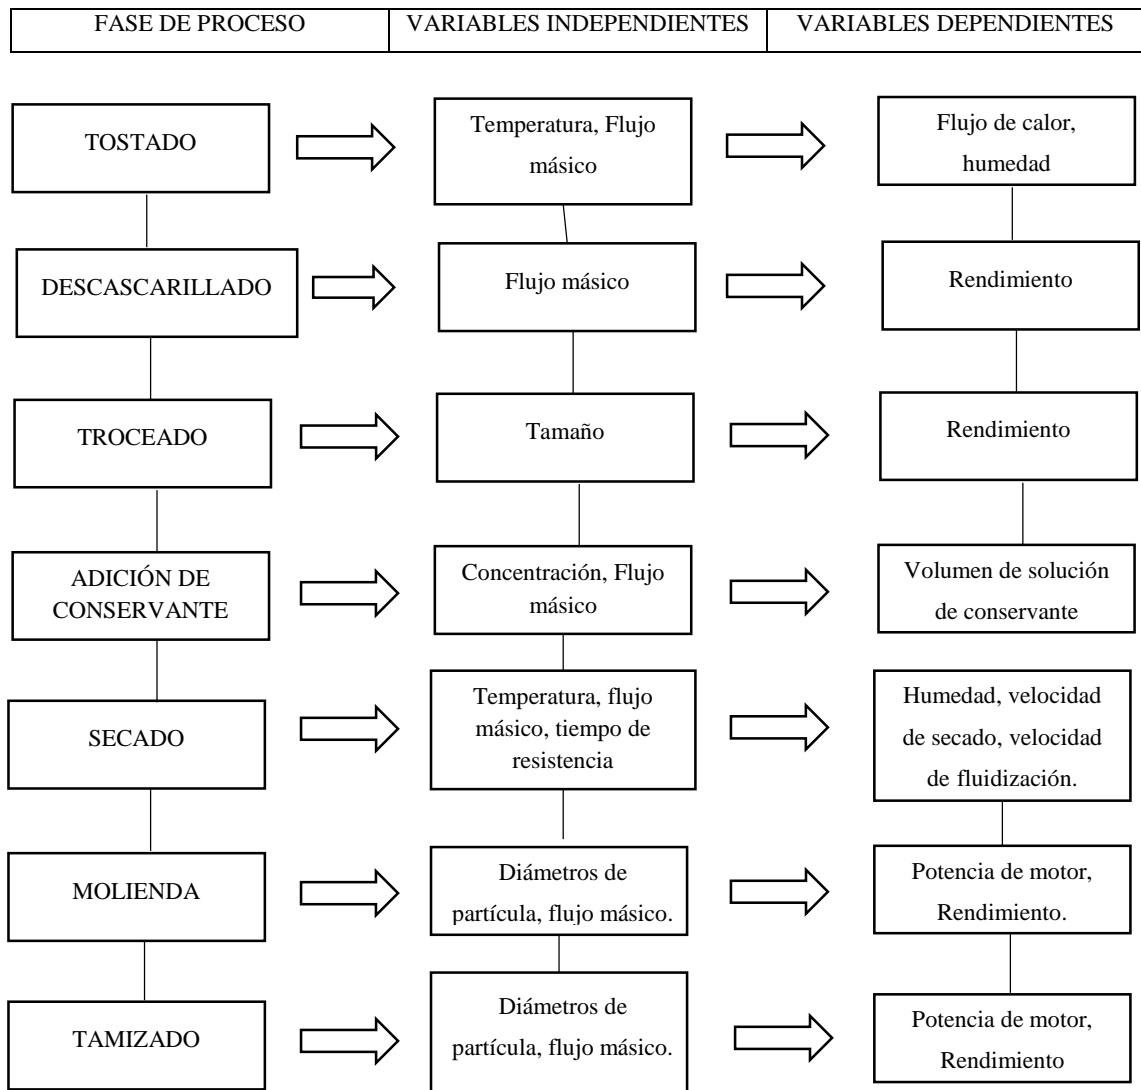 FASE DE PROCESO
VARIABLES INDEPENDIENTES
VARIABLES DEPENDIENTES
TOSTADO
Temperatura, Flujo
másico
Flujo de calor,
humedad
DESCASCARILLADO
Flujo másico
Rendimiento
TROCEADO
Tamaño
Rendimiento
ADICIÓN DE
CONSERVANTE
Concentración, Flujo
másico
Volumen de solución
de conservante
SECADO
Temperatura, flujo
másico, tiempo de
resistencia
Humedad, velocidad
de secado, velocidad
de fluidización.
MOLIENDA
Diámetros de
partícula, flujo másico.
Potencia de motor,
Rendimiento.
TAMIZADO
Diámetros de
partícula, flujo másico.
Potencia de motor,
Rendimiento